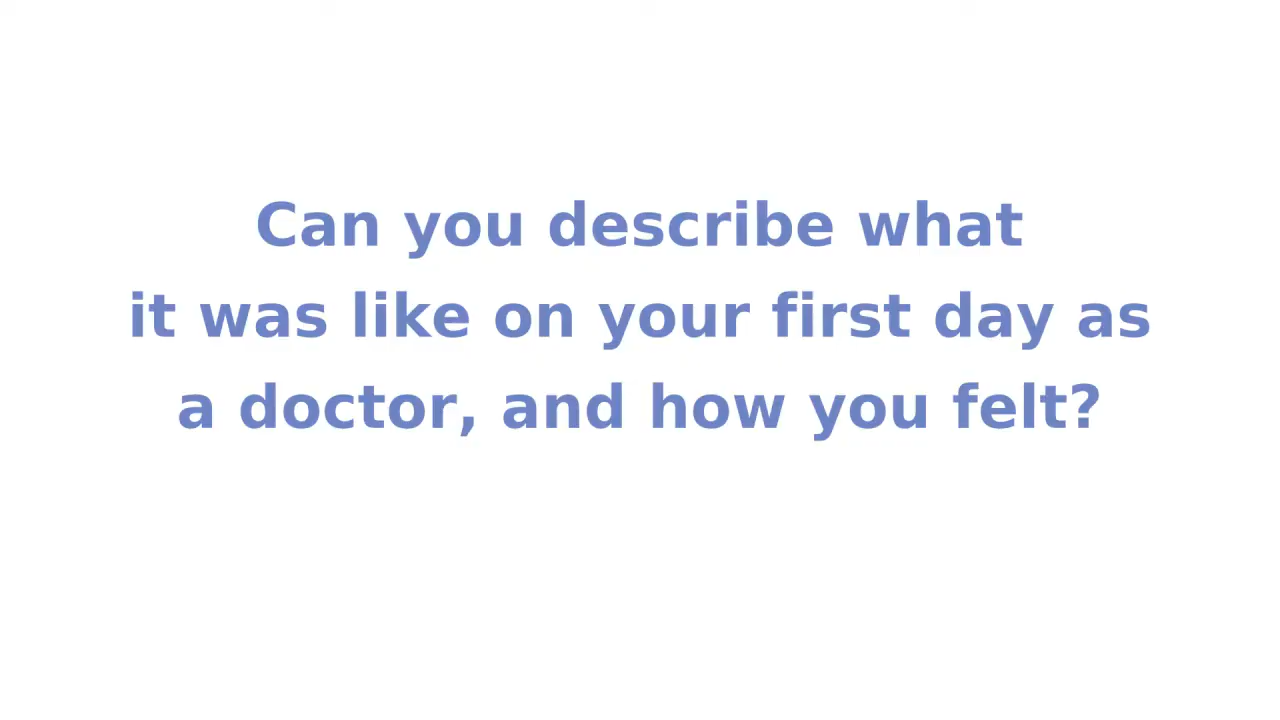 Can you describe what
it was like on your first day as
a doctor, and how you felt?